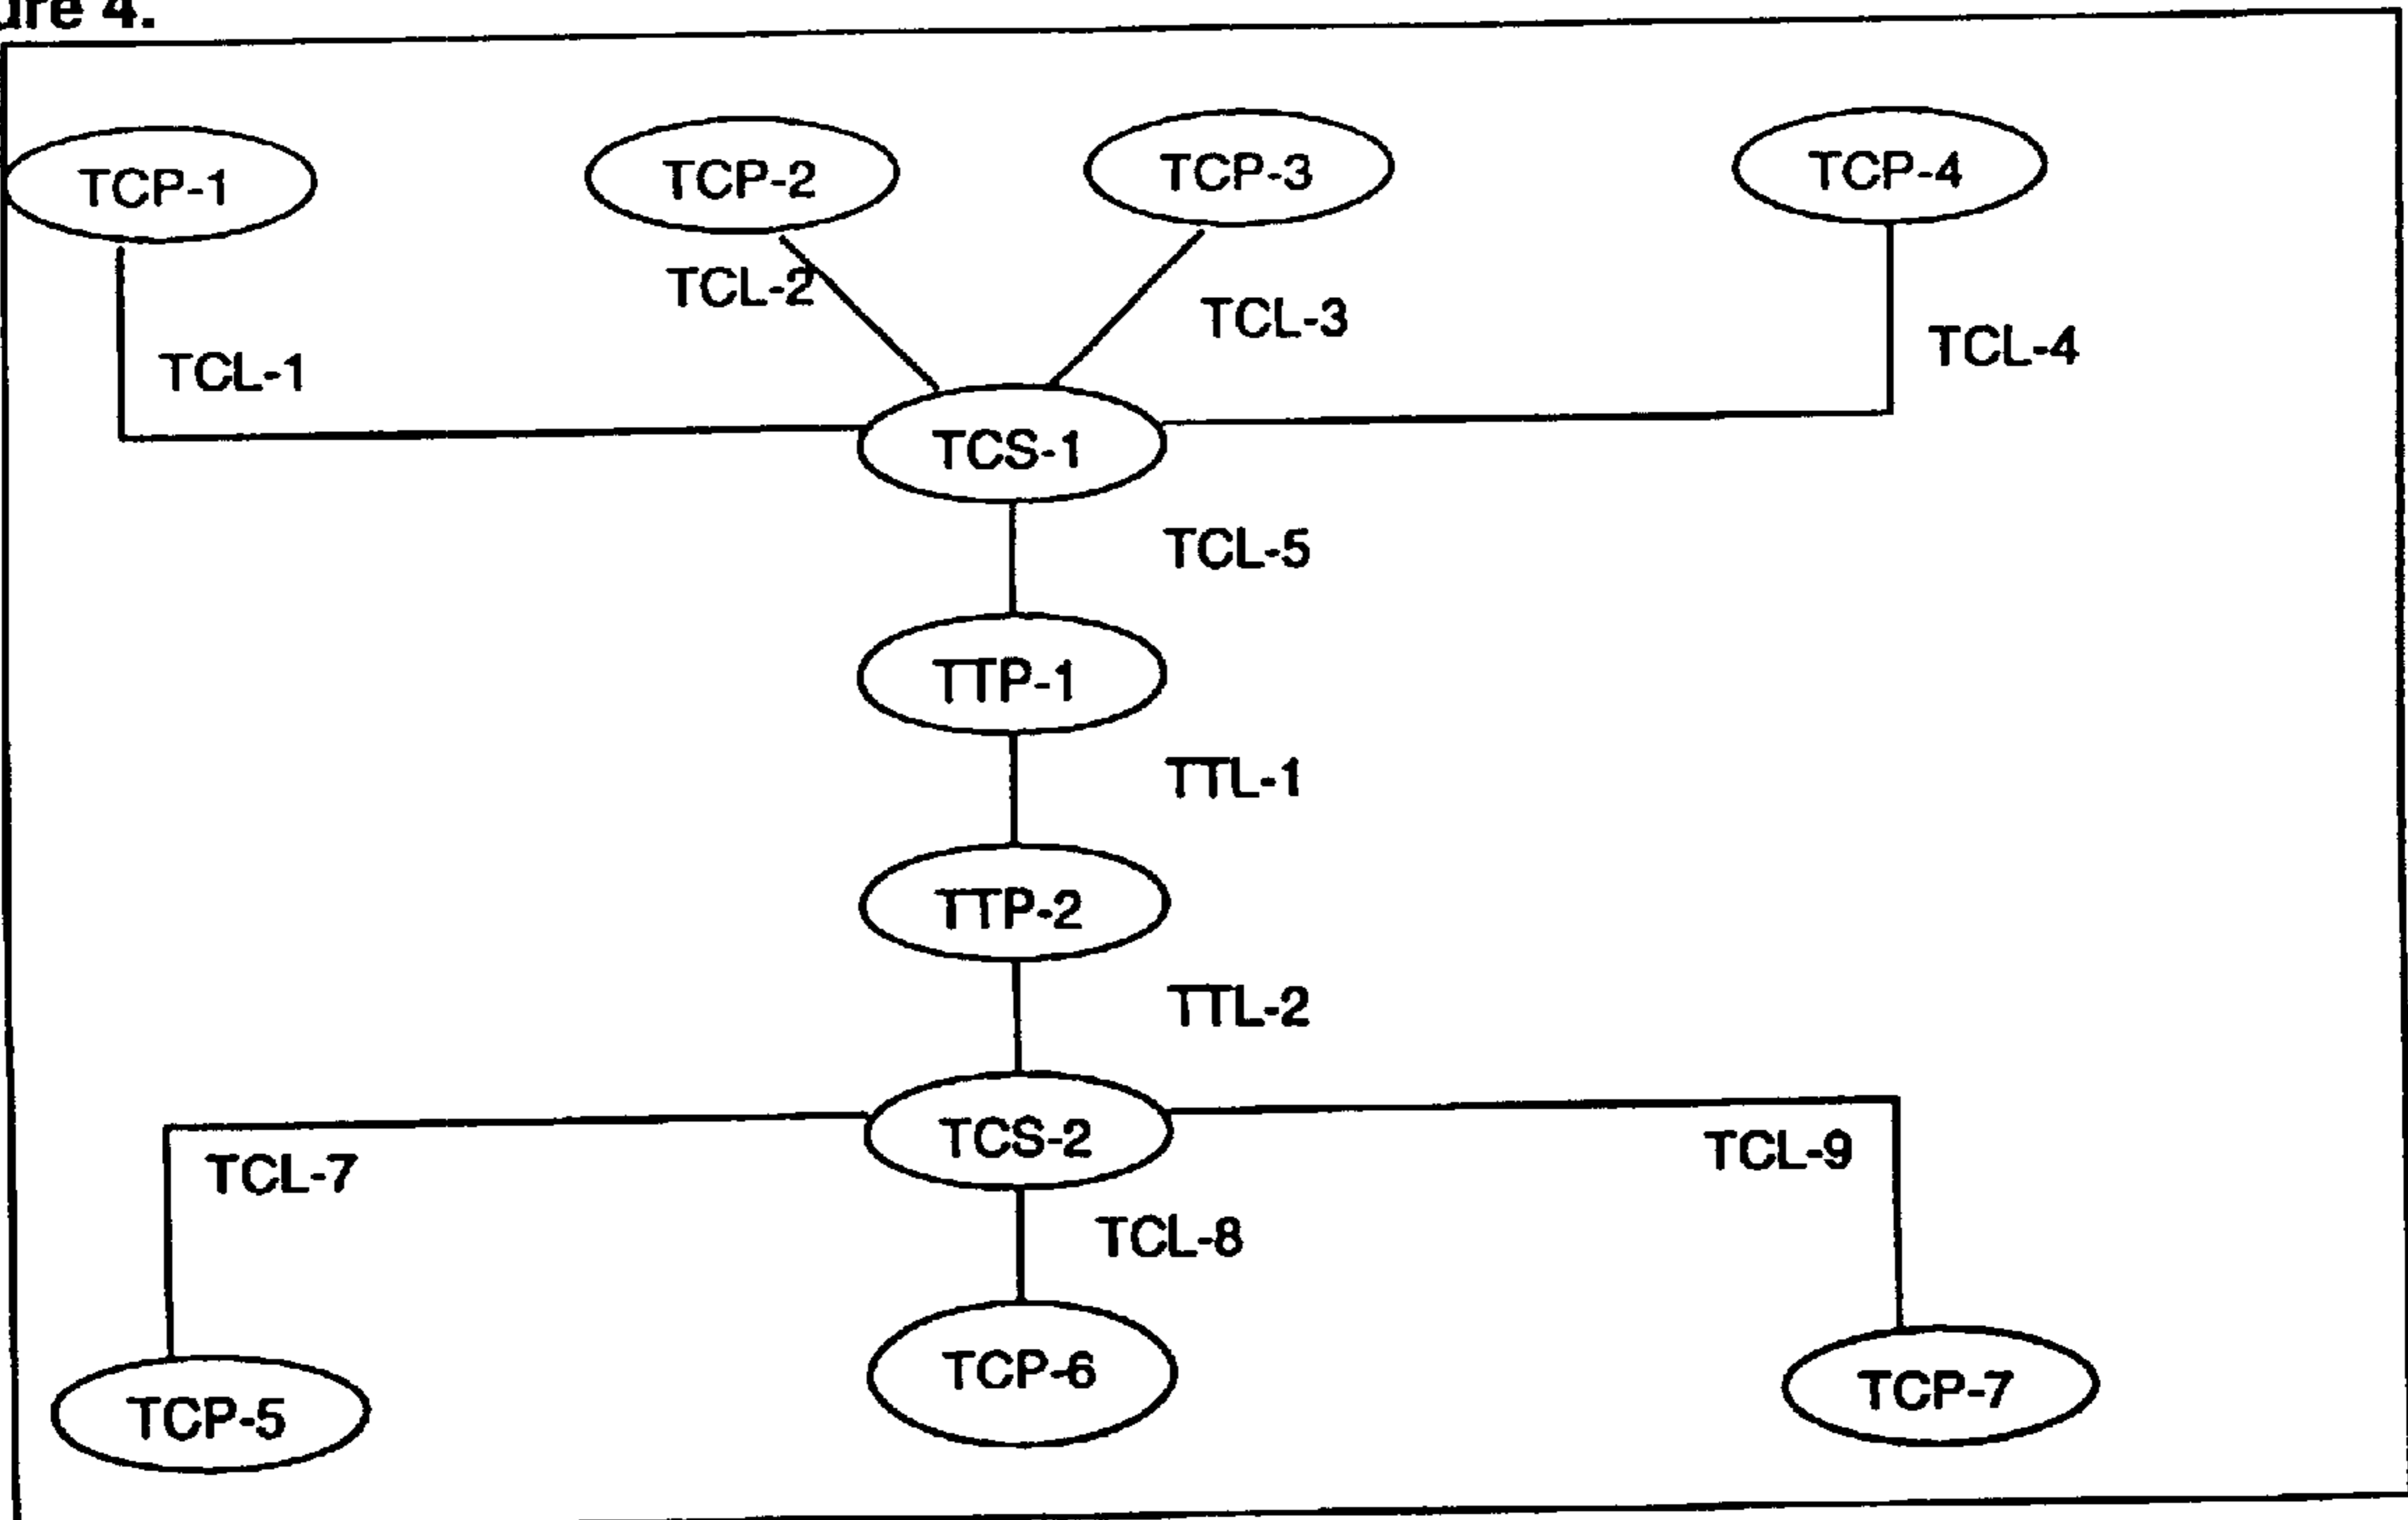 4.
TCP-1
TCP-2
TCP-3
TCP-4
TCL-2
TCL-3
TCL-4
TCL-1
TCS-1
TCL-5
TTP-1
TTL-1
TTP-2
TTL-2
TCS-2
TCL-7
TCL-9
TCL-8
TCP-5
TCP-6
TCP-7